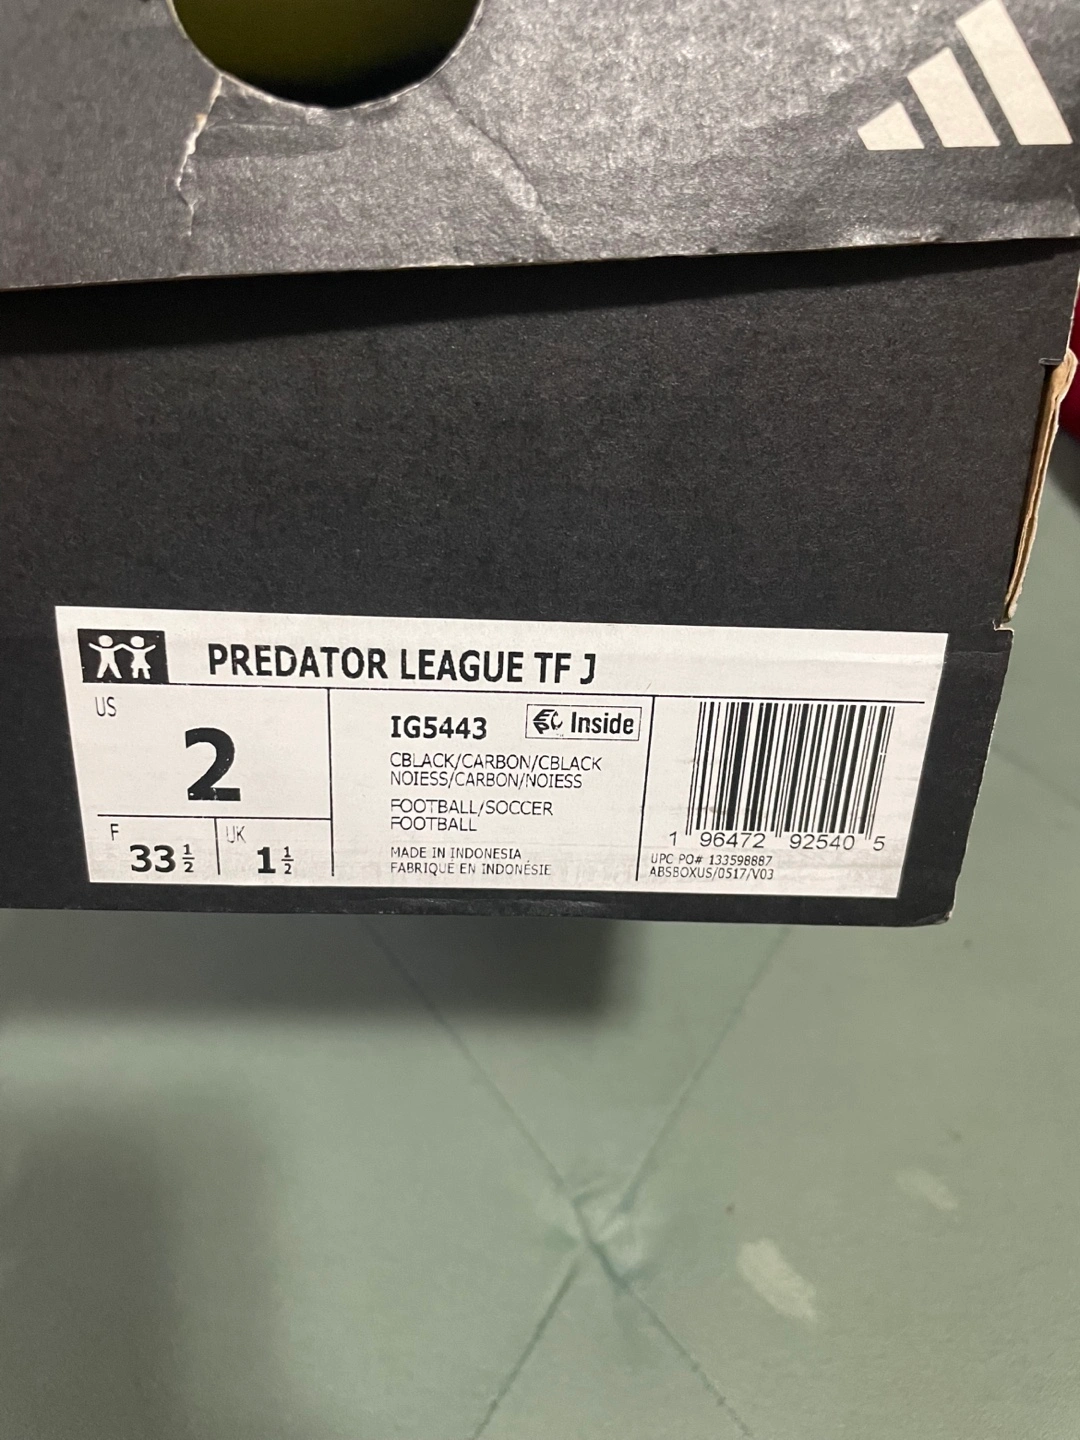 PREDATOR LEAGUE TF J
US
2
F
33 1/2
UK
1 1/2
IG5443
Inside
CBLACK/CARBON/CBLACK
NOIESS/CARBON/NOIESS
FOOTBALL/SOCCER
FOOTBALL
MADE IN INDONESIA
FABRIQUÉ EN INDONÉSIE
1 96472 92540 5
UPC PO# 133598887
ABSBOXUS/0517/V03